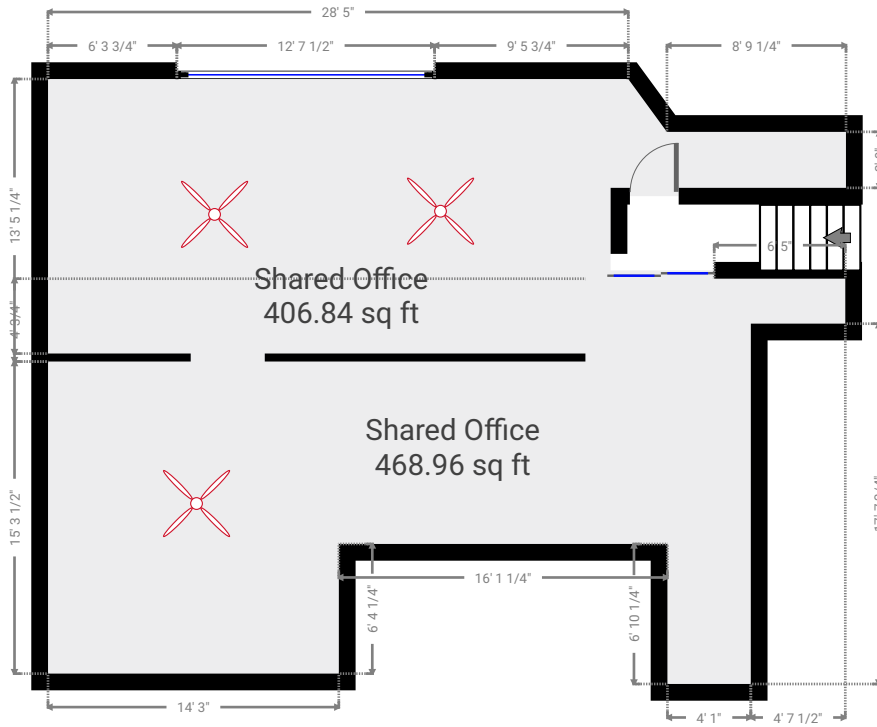 28' 5"
6' 3 3/4"
12' 7 1/2"
9' 5 3/4"
8' 9 1/4"
13' 5 1/4"
6' 5"
Shared Office
406.84 sq ft
4' 3/4"
Shared Office
468.96 sq ft
15' 3 1/2"
16' 1 1/4"
6' 4 1/4"
6' 10 1/4"
14' 3"
4' 1"
4' 7 1/2"